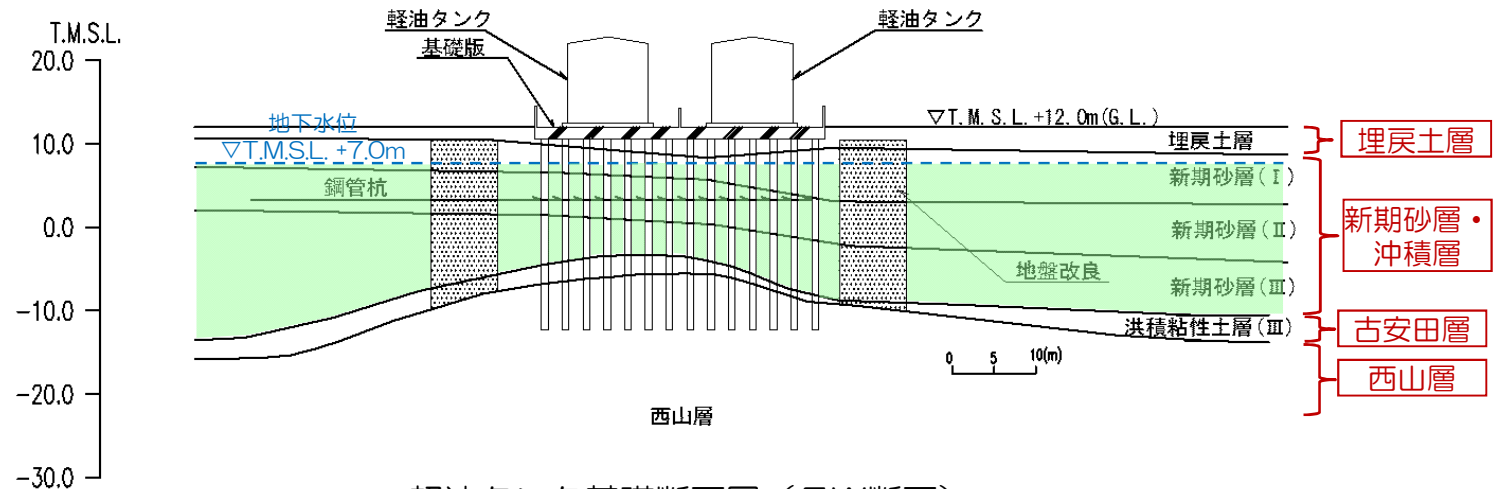 T.M.S.L.
20.0
10.0
0.0
-10.0
-20.0
-30.0
軽油タンク
軽油タンク
基礎版
地下水位
▽T.M.S.L. +7.0m
▽T.M.S.L.+12.0m(G.L.)
埋戻土層
鋼管杭
新期砂層(Ⅰ)
新期砂層(Ⅱ)
地盤改良
新期砂層(Ⅲ)
洪積粘性土層(Ⅲ)
0 5 10(m)
西山層
埋戻土層
新期砂層・
沖積層
古安田層
西山層